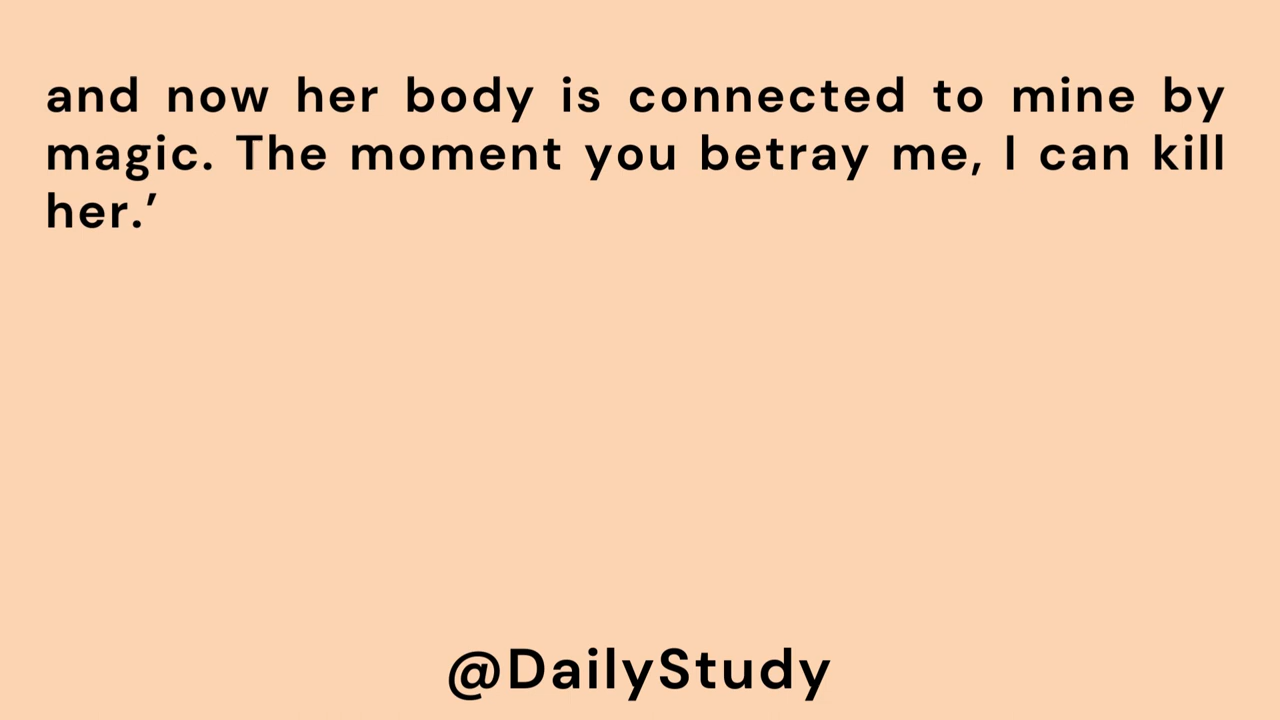 and now her body is connected to mine by
magic. The moment you betray me, I can kill
her.’
@DailyStudy